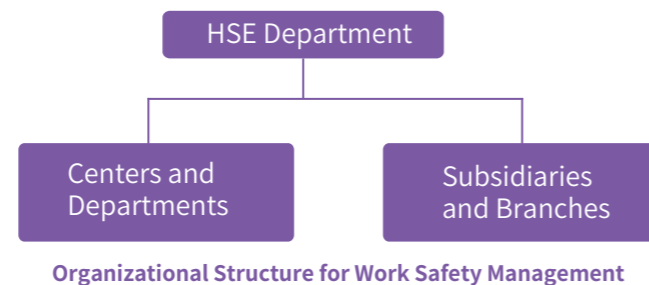 HSE Department
Centers and
Departments
Subsidiaries
and Branches
Organizational Structure for Work Safety Management